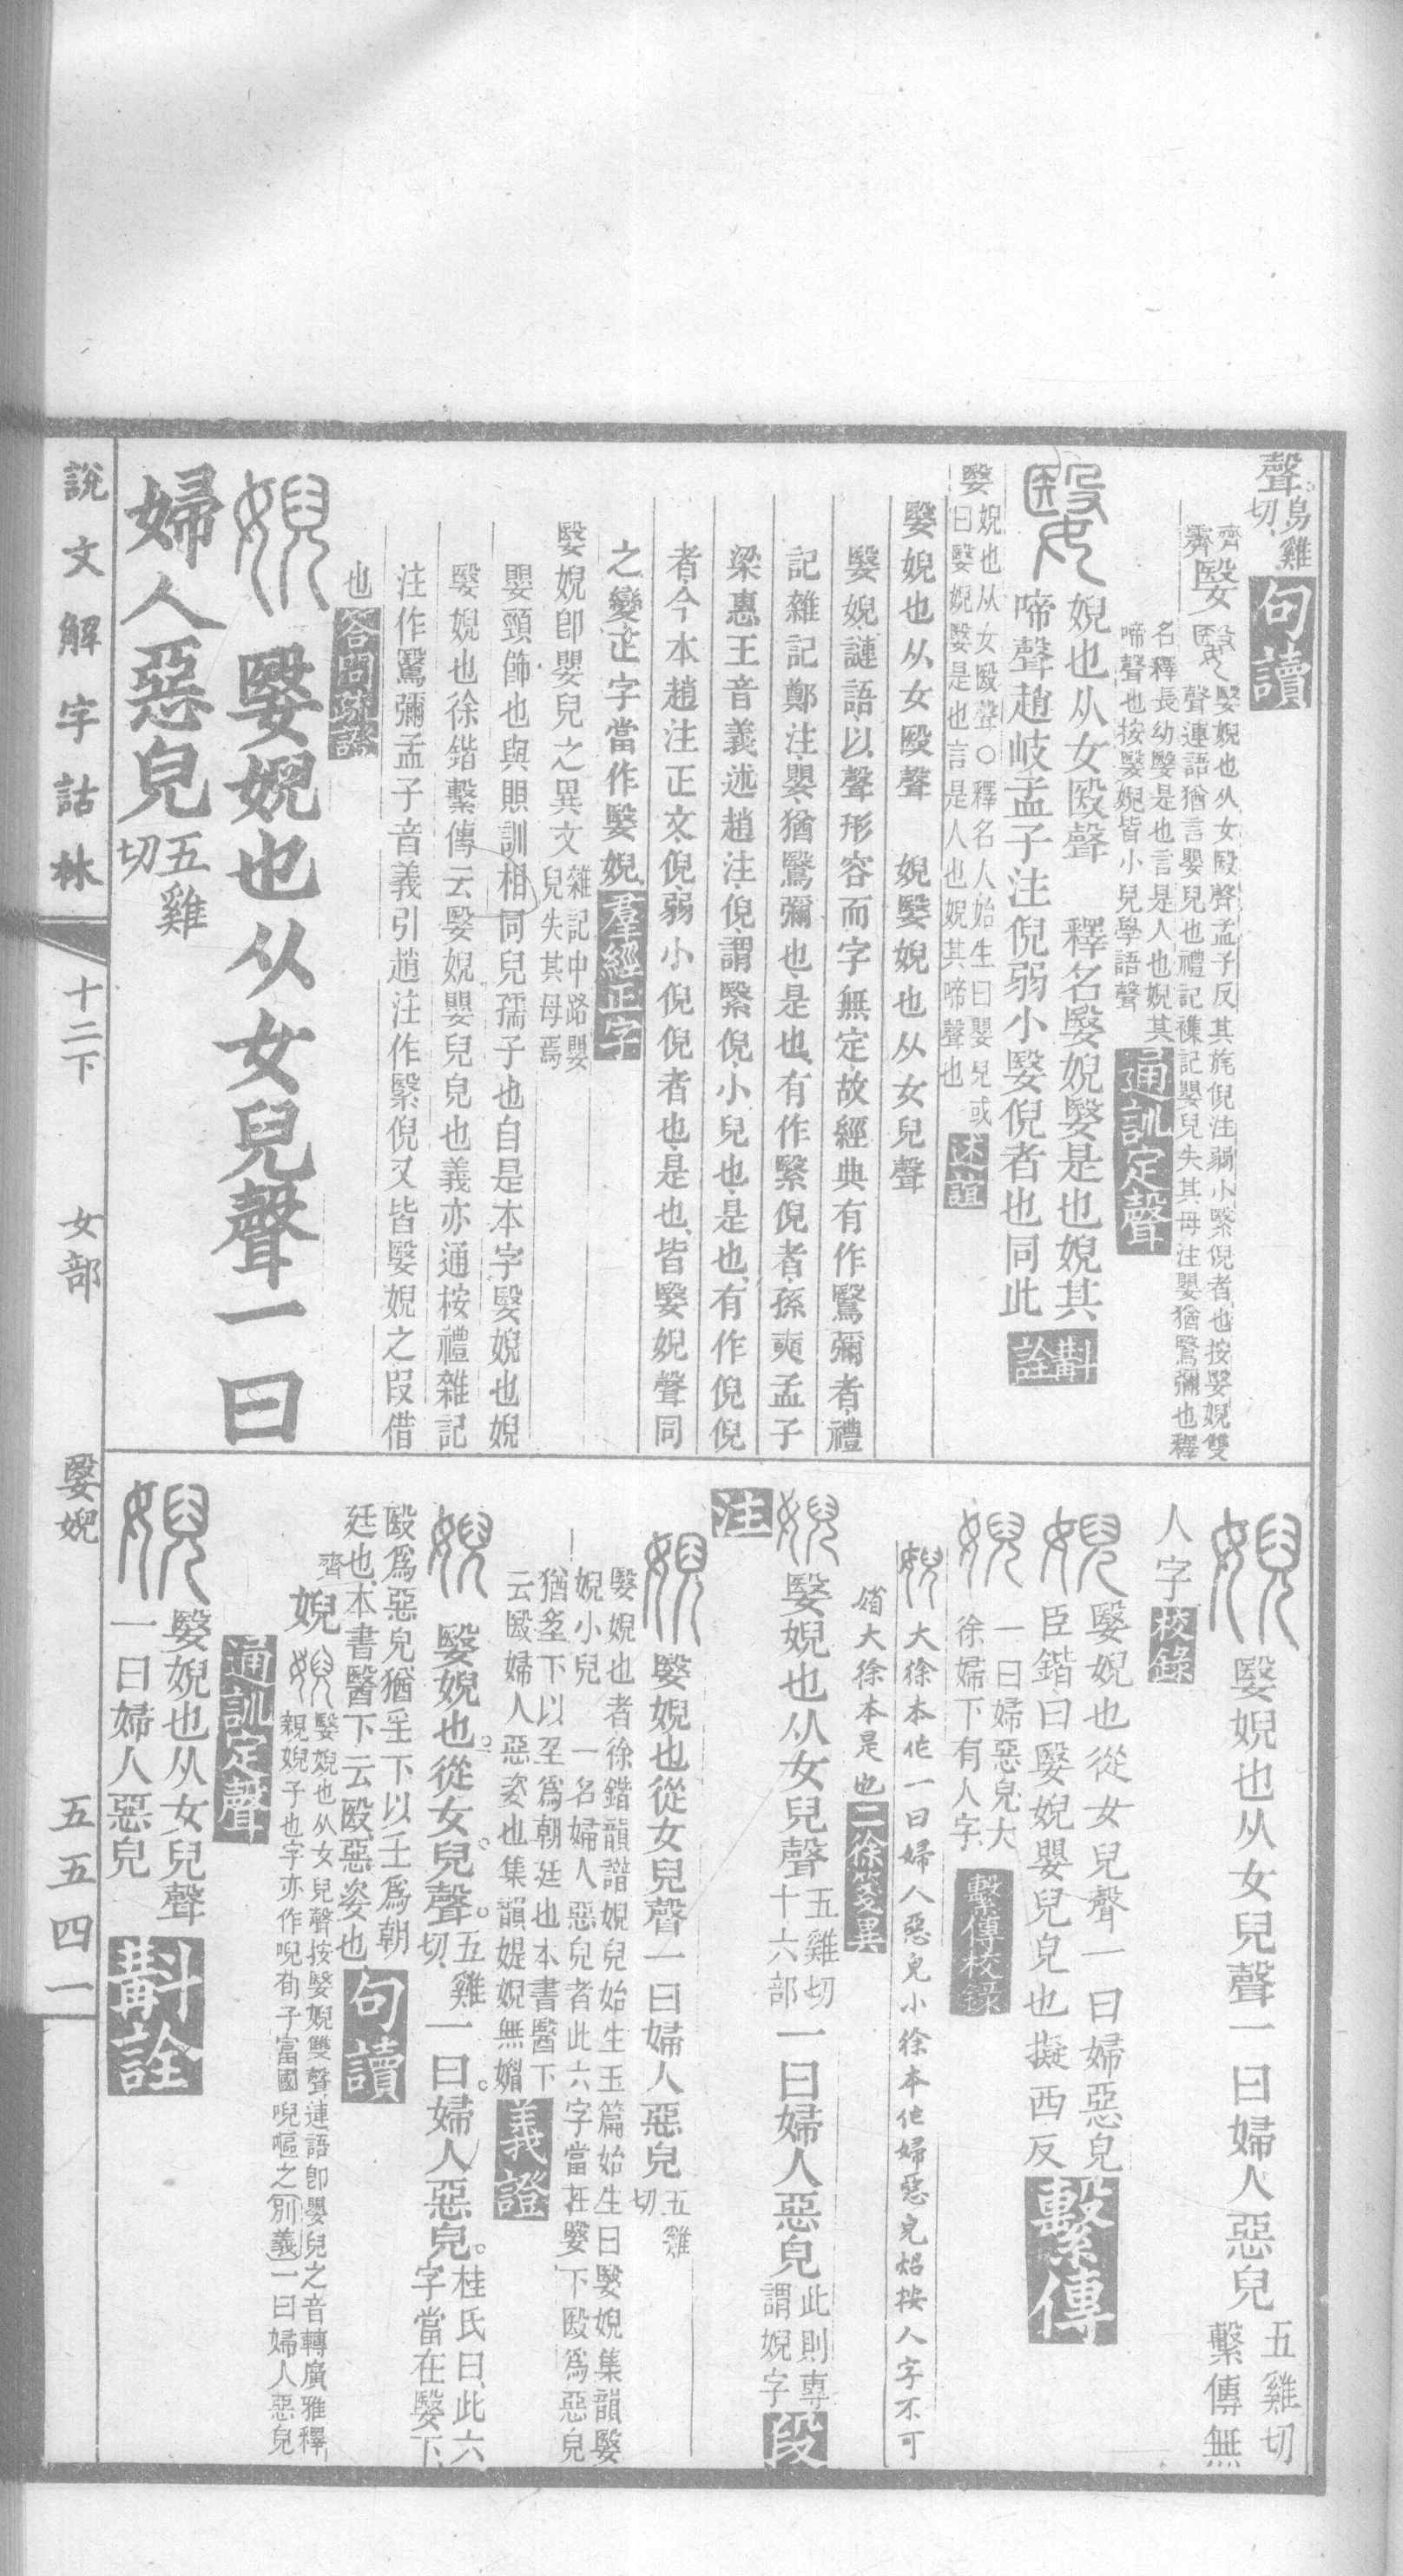 聲鳥雞切句讀
齊齊嫛嫛嫛婗也从女殹聲孟子反其旄倪注弱小繄倪者也按嫛婗雙
聲連語猶言嬰兒也禮記襍記嬰兒失其母注嬰猶鷖彌也釋
名釋長幼嫛是也言是人也婗其
啼聲也按嫛婗皆小兒學語聲通訓定聲
嫛婗也从女殹聲 釋名嫛婗嫛是也婗其
啼聲趙岐孟子注倪弱小嫛倪者也同此斠詮
嫛婗也从女殹聲〇釋名人始生曰嬰兒或
曰嫛婗嫛是也言是人也婗其啼聲也述誼
嫛婗也从女殹聲 婗嫛婗也从女兒聲
嫛婗謰語以聲形容而字無定故經典有作鷖彌者禮
記雜記鄭注嬰猶鷖彌也是也有作繄倪者孫奭孟子
梁惠王音義述趙注倪謂繄倪小兒也是也有作倪倪
者今本趙注正文倪弱小倪倪者也是也皆嫛婗聲同
之變正字當作嫛婗羣經正字
嫛婗卽嬰兒之異文雜記中路嬰兒失其母焉
嬰頸飾也與賏訓相同兒孺子也自是本字嫛婗也婗
嫛婗也徐鍇繫傳云嫛婗嬰兒皃也義亦通桉禮雜記
注作鷖彌孟子音義引趙注作繄倪又皆嫛婗之叚借
也答問疏證
婗嫛婗也从女兒聲一曰
婦人惡皃五雞切
婗嫛婗也从女兒聲一曰婦人惡皃五雞切繫傳無
人字校錄
婗嫛婗也從女兒聲一曰婦惡皃
臣鍇曰嫛婗嬰兒皃也擬西反繫傳
婗一曰婦惡皃大
徐婦下有人字繫傳校錄
婗大徐本作一曰婦人惡皃小徐本作婦惡皃炤按人字不可
省大徐本是也二徐箋異
婗嫛婗也从女兒聲五雞切十六部一曰婦人惡皃此則專謂婗字段
注
婗嫛婗也從女兒聲一曰婦人惡皃五雞切
嫛婗也者徐鍇韻譜婗兒始生玉篇始生曰嫛婗集韻嫛
婗小兒 一名婦人惡皃者此六字當在嫛下殹爲惡皃
猶坙下以𡈼爲朝廷也本書醫下
云殹婦人惡姿也集韻媞婗無媚義證
婗嫛婗也。從女。兒聲。五雞切。一曰。婦人惡皃。桂氏曰此六字當在嫛下
殹爲惡皃猶坙下以壬爲朝
廷也本書醫下云殹惡姿也句讀
齊婗婗嫛婗也从女兒聲按嫛婗雙聲連語卽嬰兒之音轉廣雅釋
親婗子也字亦作唲荀子富國唲嘔之別義一曰婦人惡皃
通訓定聲
婗嫛婗也从女兒聲
一曰婦人惡皃斠詮
說文解字詁林 十二下 女部 嫛婗 五五四一